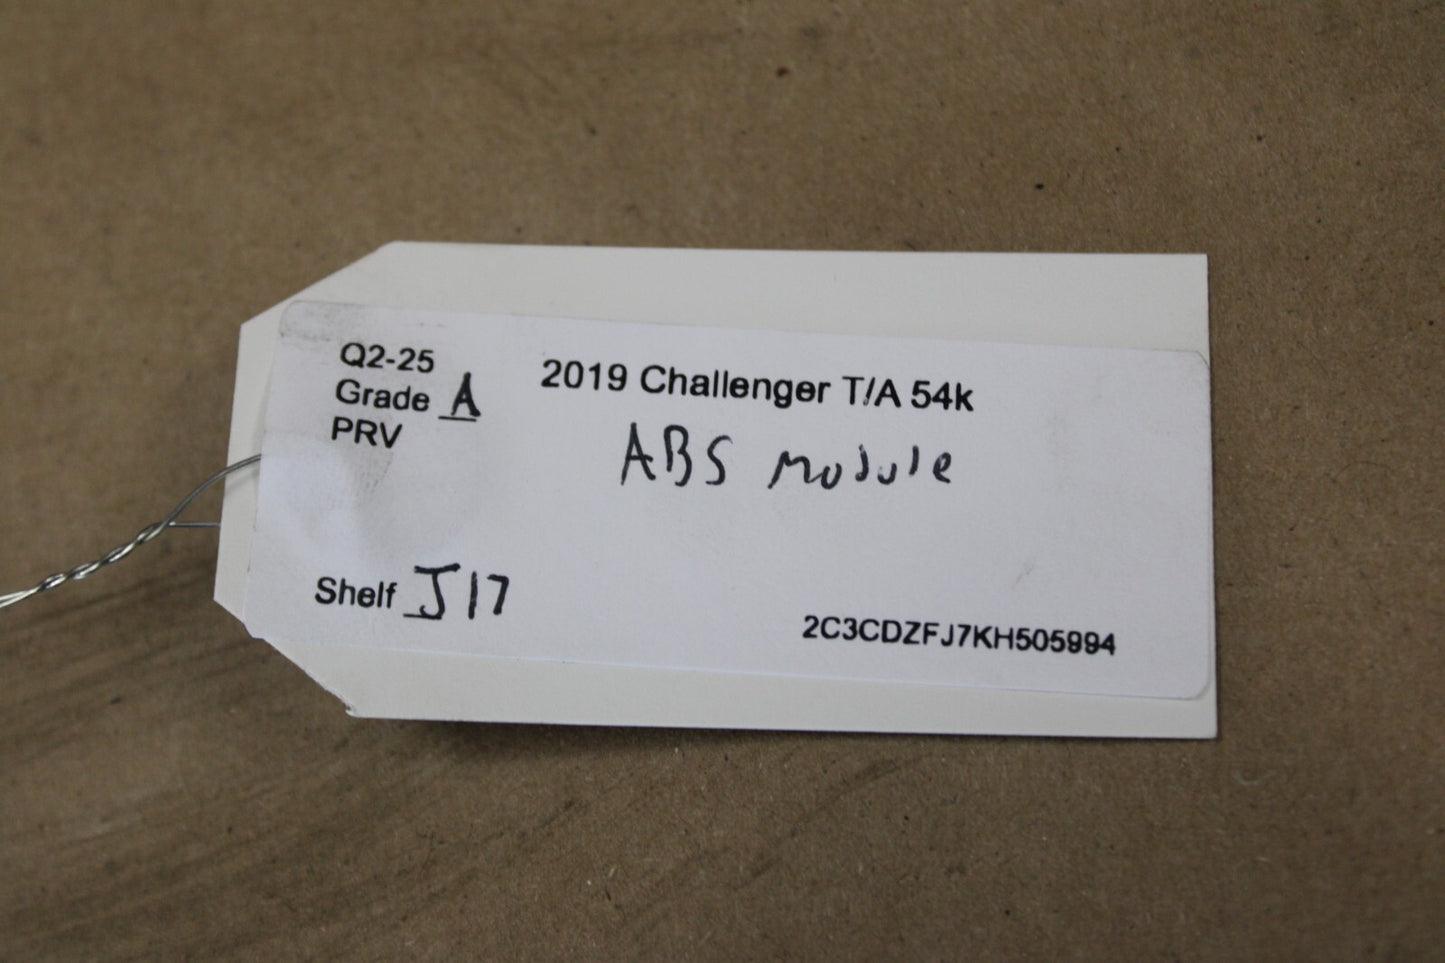 Q2-25
Grade A
PRV
2019 Challenger T/A 54k
ABS Module
Shelf J17
2C3CDZFJ7KH505994